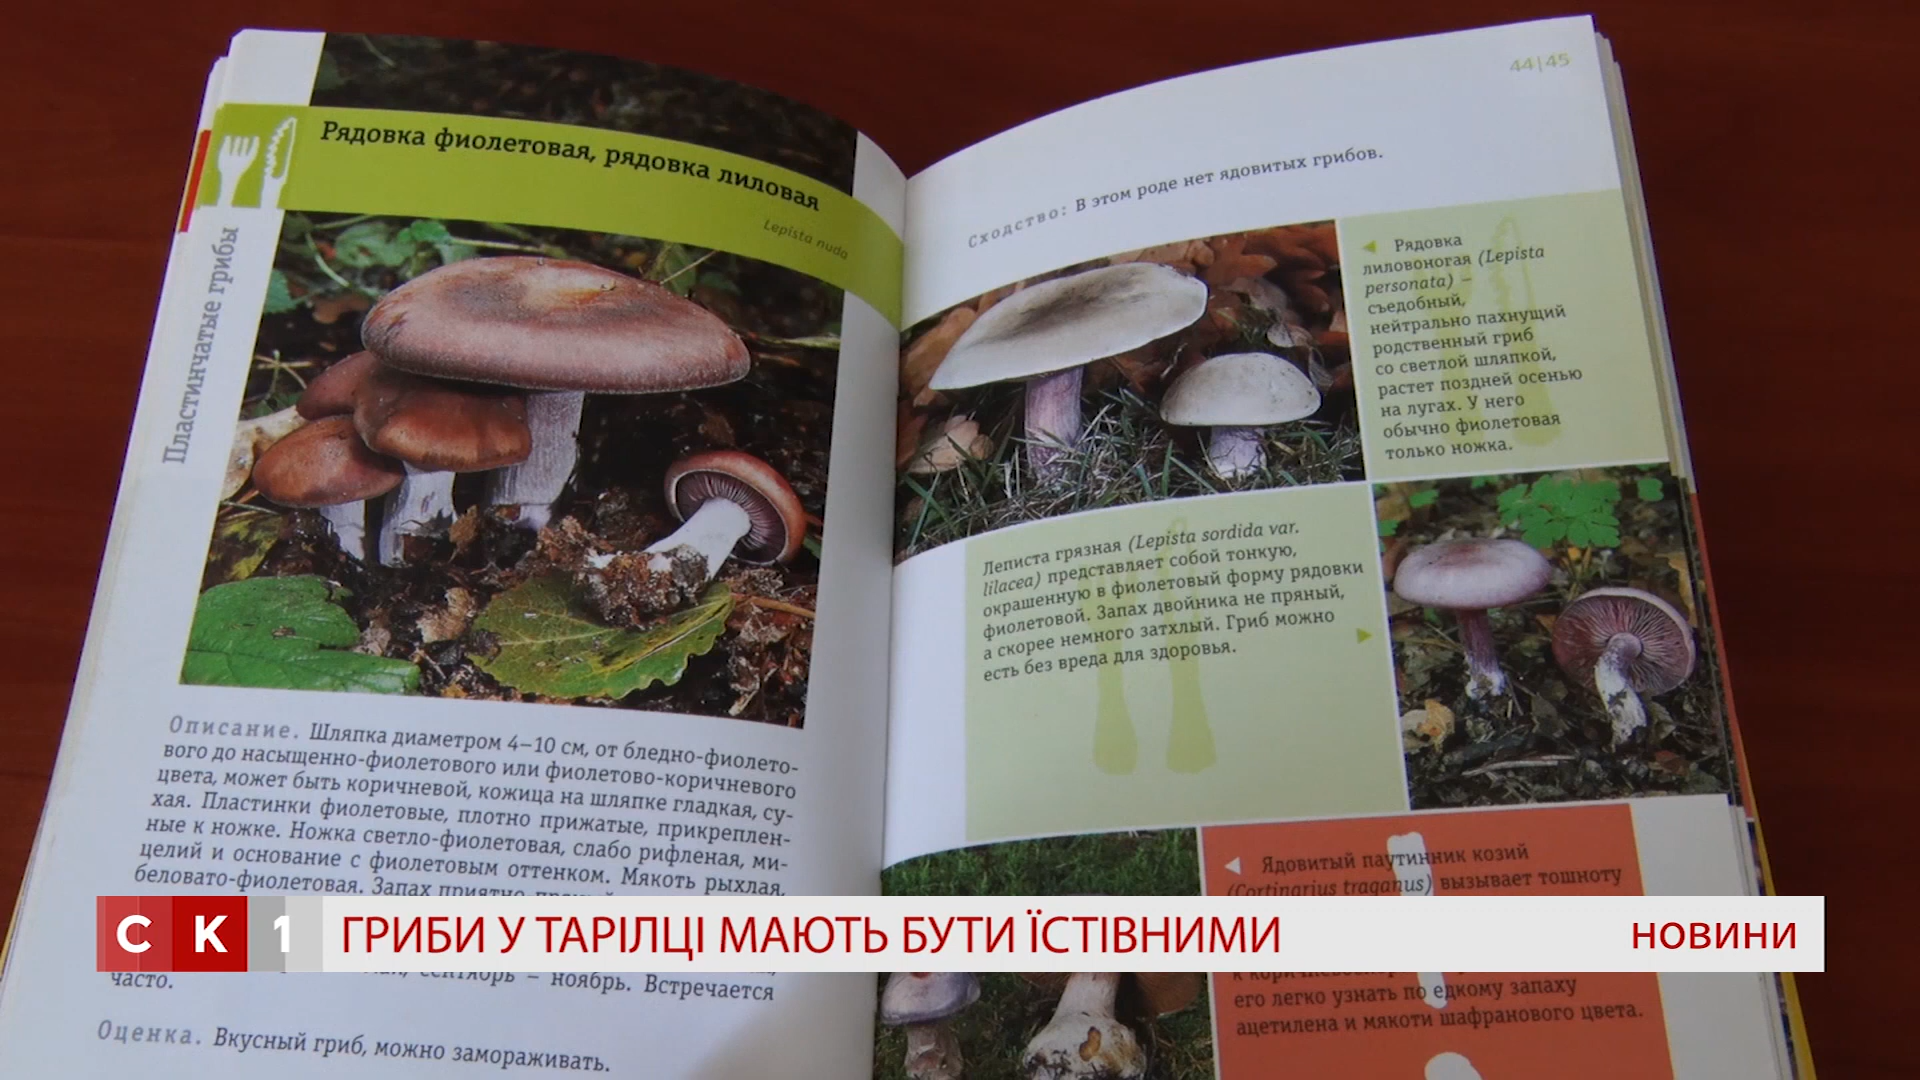 Рядовка фиолетовая, рядовка лиловая
Lepista nuda
Пластинчатые грибы
Описание. Шляпка диаметром 4–10 см, от бледно-фиолето-
вого до насыщенно-фиолетового или фиолетово-коричневого
цвета, может быть коричневой, кожица на шляпке гладкая, су-
хая. Пластинки фиолетовые, плотно прижатые, прикреплен-
ные к ножке. Ножка светло-фиолетовая, слабо рифленая, ми-
целий и основание с фиолетовым оттенком. Мякоть рыхлая,
беловато-фиолетовая. Запах приятно-
сентябрь – ноябрь. Встречается
часто.
Оценка. Вкусный гриб, можно замораживать.
44|45
Сходство: В этом роде нет ядовитых грибов.
Рядовка
лиловоногая (Lepista
personata) –
съедобный,
нейтрально пахнущий
родственный гриб
со светлой шляпкой,
растет поздней осенью
на лугах. У него
обычно фиолетовая
только ножка.
Леписта грязная (Lepista sordida var.
lilacea) представляет собой тонкую,
окрашенную в фиолетовый форму рядовки
фиолетовой. Запах двойника не пряный,
а скорее немного затхлый. Гриб можно
есть без вреда для здоровья.
Ядовитый паутинник козий
(Cortinarius traganus) вызывает тошноту
его легко узнать по едкому запаху
ацетилена и мякоти шафранового цвета.
СК1 ГРИБИ У ТАРІЛЦІ МАЮТЬ БУТИ ЇСТІВНИМИ НОВИНИ